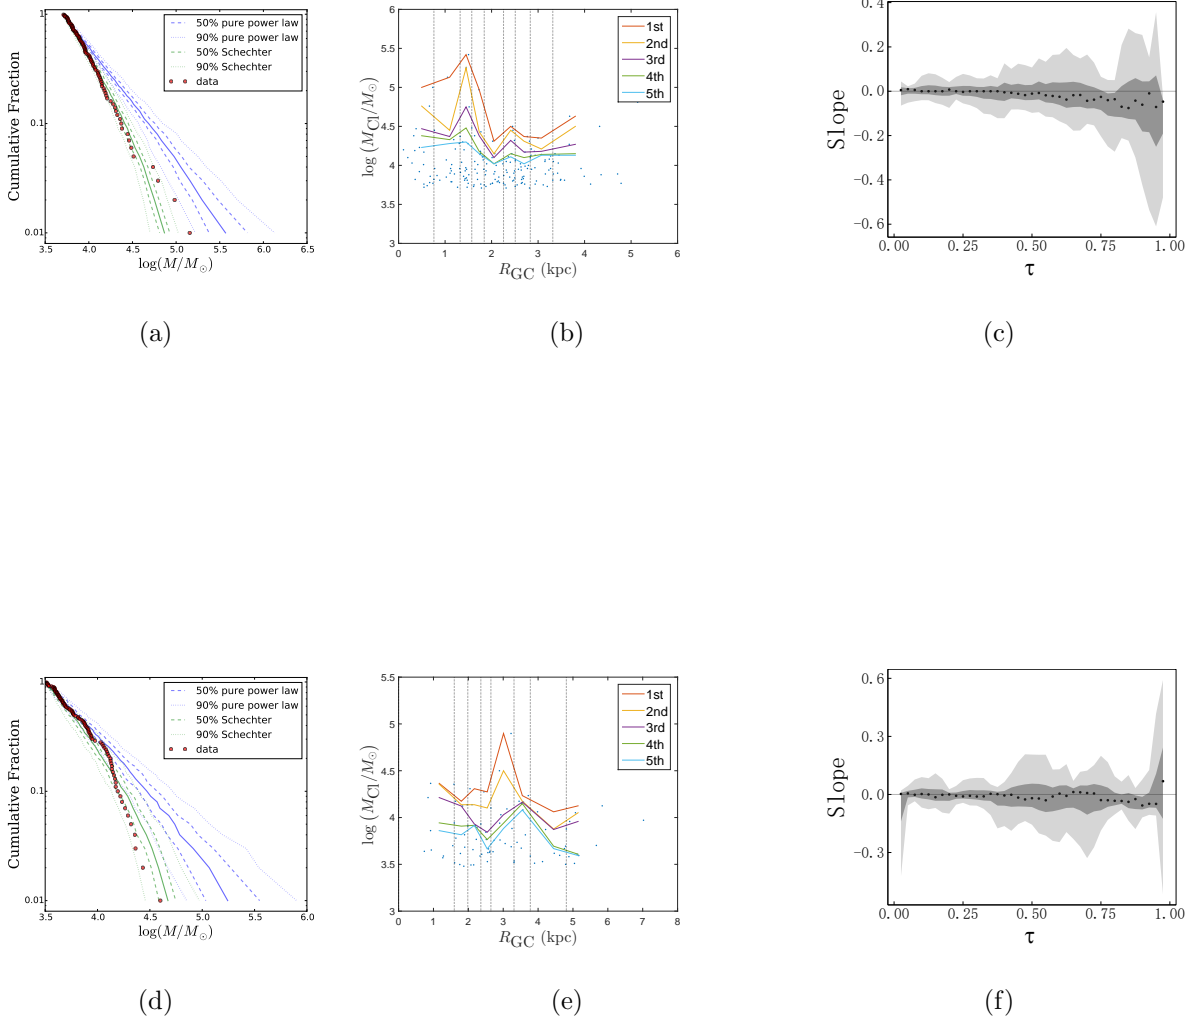 50% pure power law
90% pure power law
50% Schechter
90% Schechter
data
1
0.1
0.01
Cumulative Fraction
3.5 4.0 4.5 5.0 5.5 6.0 6.5
log(M/M⊙)
(a)
6
5.5
5
4.5
4
3.5
3
log (M_Cl/M⊙)
1st
2nd
3rd
4th
5th
0 1 2 3 4 5 6
R_GC (kpc)
(b)
0.4
0.2
0.0
−0.2
−0.4
−0.6
Slope
0.00 0.25 0.50 0.75 1.00
τ
(c)
50% pure power law
90% pure power law
50% Schechter
90% Schechter
data
1
0.1
0.01
Cumulative Fraction
3.5 4.0 4.5 5.0 5.5 6.0
log(M/M⊙)
(d)
5.5
5
4.5
4
3.5
3
log (M_Cl/M⊙)
1st
2nd
3rd
4th
5th
0 1 2 3 4 5 6 7 8
R_GC (kpc)
(e)
0.6
0.3
0.0
−0.3
Slope
0.00 0.25 0.50 0.75 1.00
τ
(f)